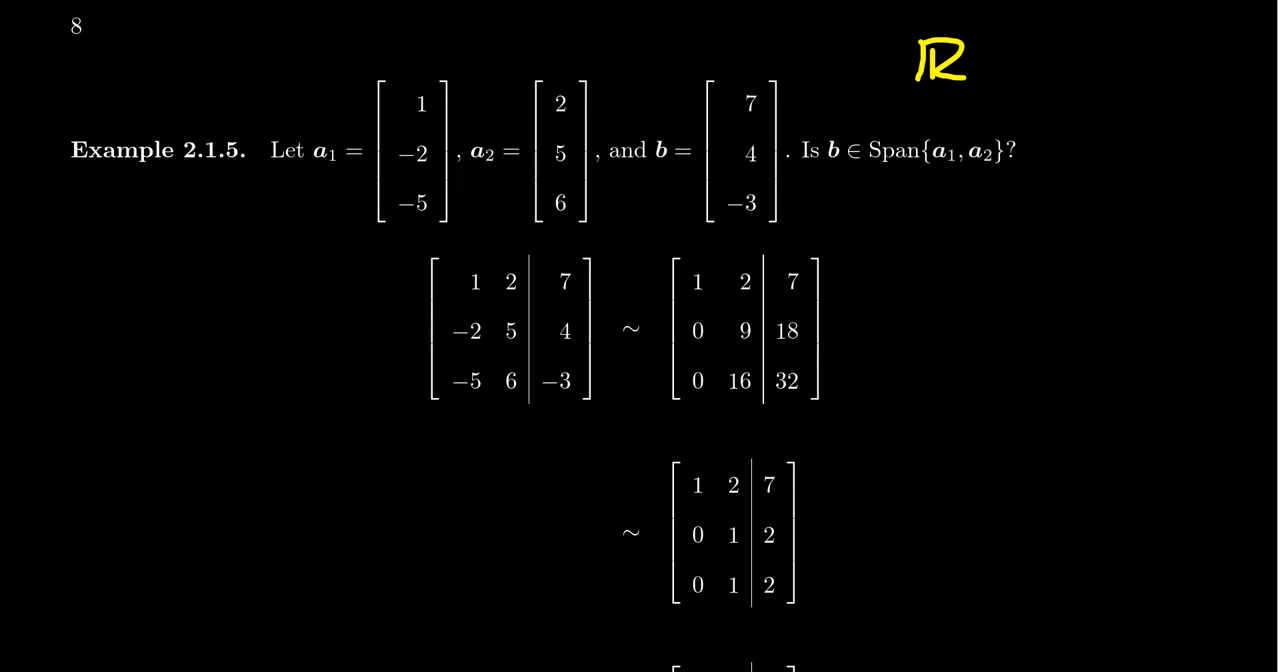 8
ℝ
Example 2.1.5. Let a₁ = [ 1 −2 −5 ], a₂ = [ 2 5 6 ], and b = [ 7 4 −3 ]. Is b ∈ Span{a₁, a₂}?
[ 1 2 | 7 ] [ 1 2 | 7 ]
[ −2 5 | 4 ] ∼ [ 0 9 | 18 ]
[ −5 6 | −3 ] [ 0 16 | 32 ]
[ 1 2 | 7 ]
∼ [ 0 1 | 2 ]
[ 0 1 | 2 ]